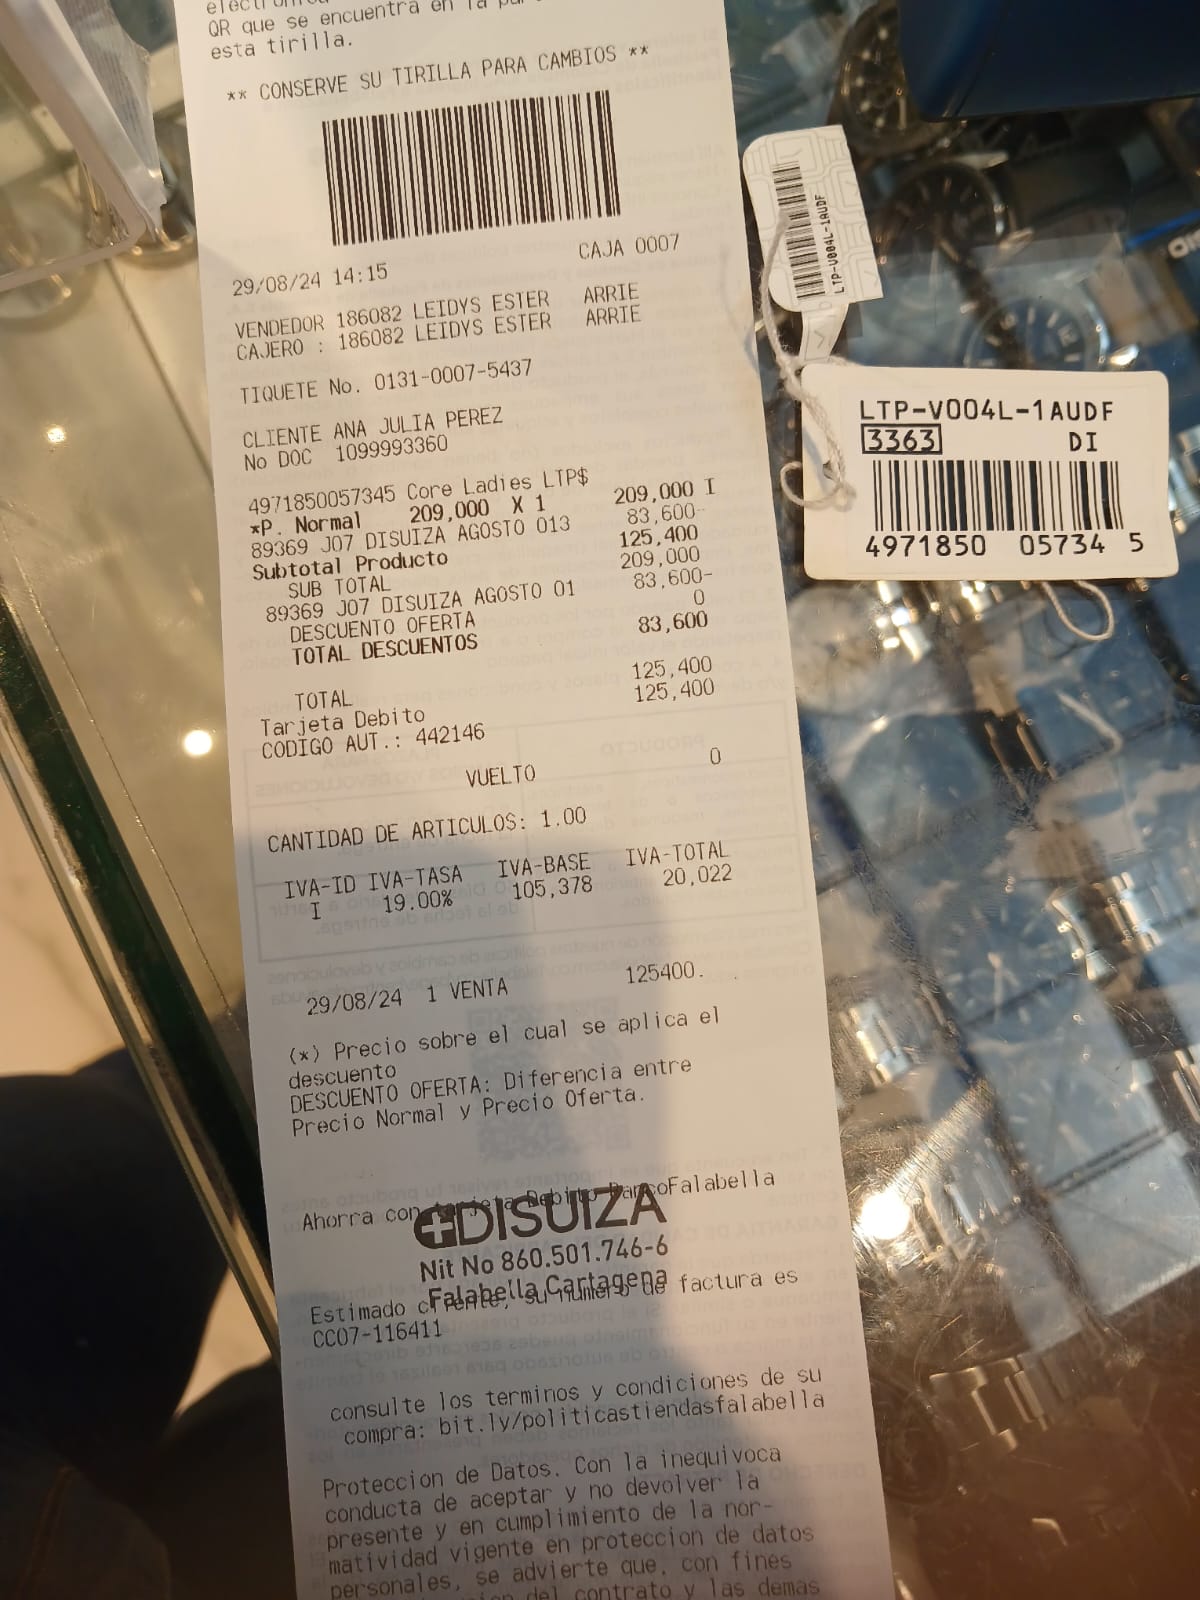 QR que se encuentra en la
esta tirilla.
** CONSERVE SU TIRILLA PARA CAMBIOS **
29/08/24 14:15 CAJA 0007
VENDEDOR 186082 LEIDYS ESTER ARRIE
CAJERO : 186082 LEIDYS ESTER ARRIE
TIQUETE No. 0131-0007-5437
CLIENTE ANA JULIA PEREZ
No DOC 1099993360
4971850057345 Core Ladies LTP$
*P. Normal 209,000 X 1 209,000 I
89369 J07 DISUIZA AGOSTO 013 83,600-
Subtotal Producto 125,400
SUB TOTAL 209,000
89369 J07 DISUIZA AGOSTO 01 83,600-
DESCUENTO OFERTA 0
TOTAL DESCUENTOS 83,600
TOTAL 125,400
Tarjeta Debito 125,400
CODIGO AUT.: 442146
VUELTO 0
CANTIDAD DE ARTICULOS: 1.00
IVA-ID IVA-TASA IVA-BASE IVA-TOTAL
I 19.00% 105,378 20,022
29/08/24 1 VENTA 125400.
(*) Precio sobre el cual se aplica el
descuento
DESCUENTO OFERTA: Diferencia entre
Precio Normal y Precio Oferta.
Ahorra con tarjeta Debito BancoFalabella
DISUIZA
Nit No 860.501.746-6
Falabella Cartagena
Estimado cliente, su numero de factura es
CC07-116411
consulte los terminos y condiciones de su
compra: bit.ly/politicastiendasfalabella
Proteccion de Datos. Con la inequivoca
conducta de aceptar y no devolver la
presente y en cumplimiento de la nor-
matividad vigente en proteccion de datos
personales, se advierte que, con fines
del contrato y las demas
LTP-V004L-1AUDF
LTP-V004L-1AUDF
3363 DI
4971850 05734 5